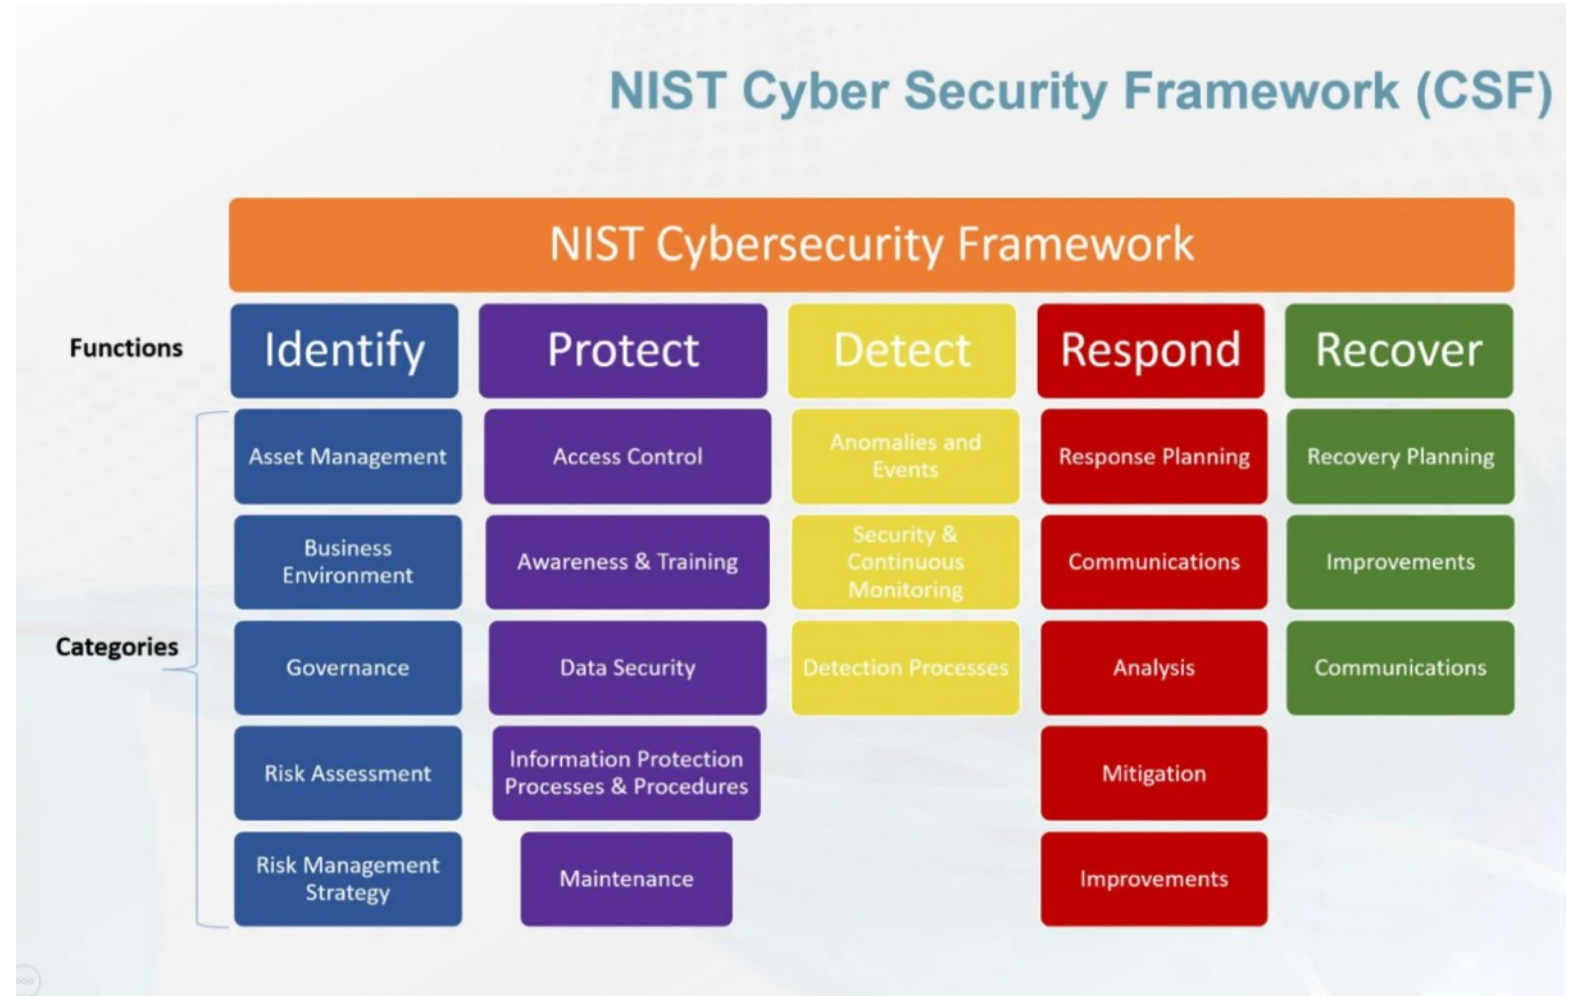 NIST Cyber Security Framework (CSF)
NIST Cybersecurity Framework
Functions
Identify
Protect
Detect
Respond
Recover
Categories
Asset Management
Access Control
Anomalies and
Events
Response Planning
Recovery Planning
Business
Environment
Awareness & Training
Security &
Continuous
Monitoring
Communications
Improvements
Governance
Data Security
Detection Processes
Analysis
Communications
Risk Assessment
Information Protection
Processes & Procedures
Mitigation
Risk Management
Strategy
Maintenance
Improvements